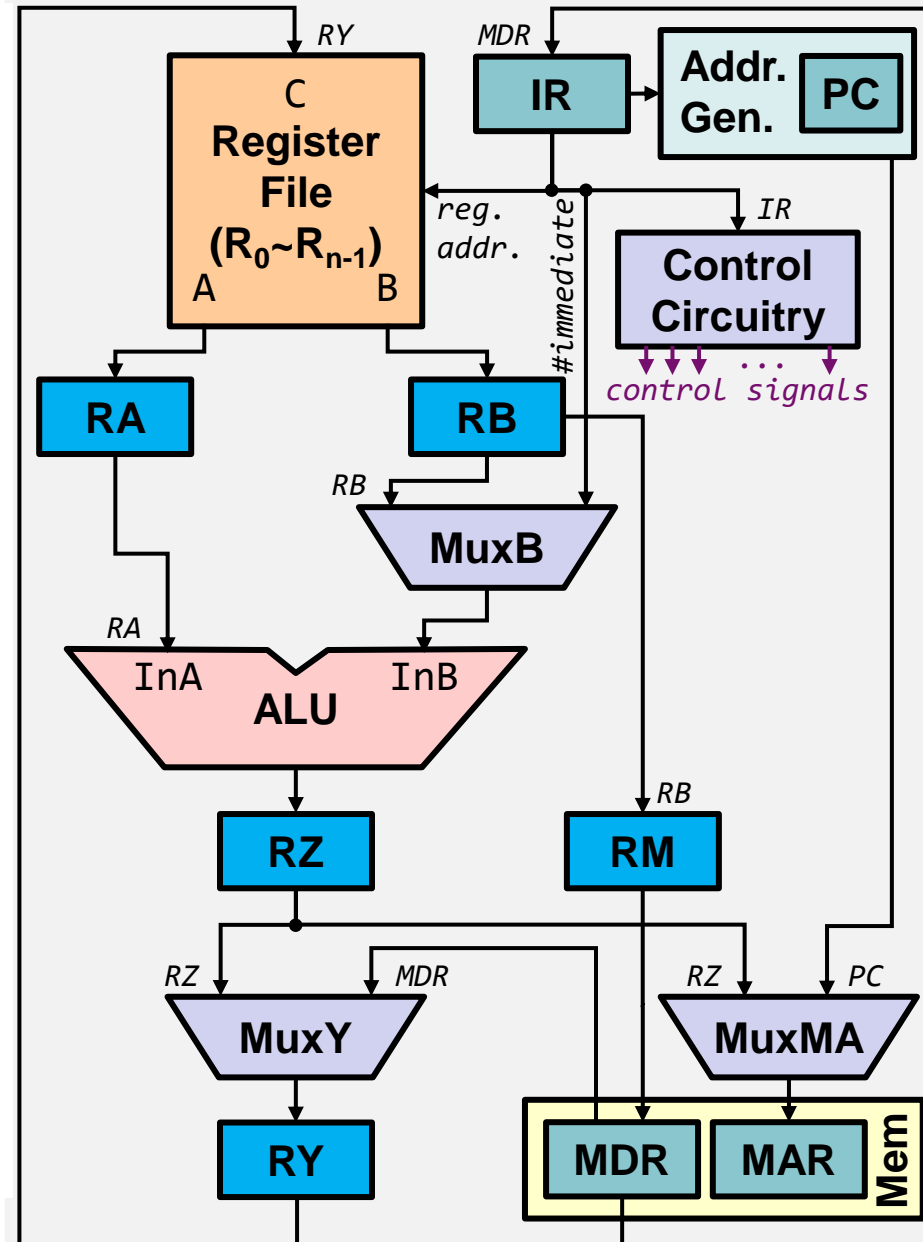 RY
MDR
C
Register
File
(R0~Rn-1)
A
B
IR
Addr.
Gen.
PC
reg.
addr.
#immediate
IR
Control
Circuitry
...
control signals
RA
RB
RB
MuxB
RA
InA
InB
ALU
RB
RZ
RM
RZ
MDR
RZ
PC
MuxY
MuxMA
RY
MDR
MAR
Mem